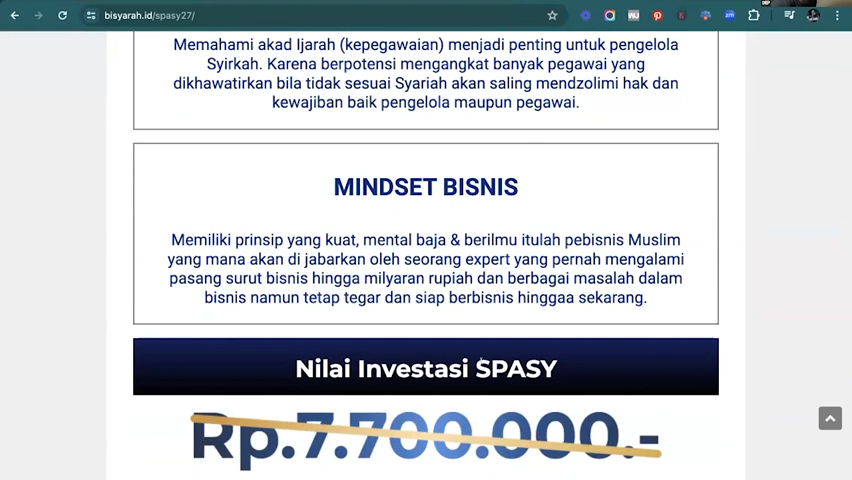 bisyarah.id/spasy27/
Memahami akad Ijarah (kepegawaian) menjadi penting untuk pengelola
Syirkah. Karena berpotensi mengangkat banyak pegawai yang
dikhawatirkan bila tidak sesuai Syariah akan saling mendzolimi hak dan
kewajiban baik pengelola maupun pegawai.
MINDSET BISNIS
Memiliki prinsip yang kuat, mental baja & berilmu itulah pebisnis Muslim
yang mana akan di jabarkan oleh seorang expert yang pernah mengalami
pasang surut bisnis hingga milyaran rupiah dan berbagai masalah dalam
bisnis namun tetap tegar dan siap berbisnis hinggaa sekarang.
Nilai Investasi SPASY
Rp.7.700.000.-